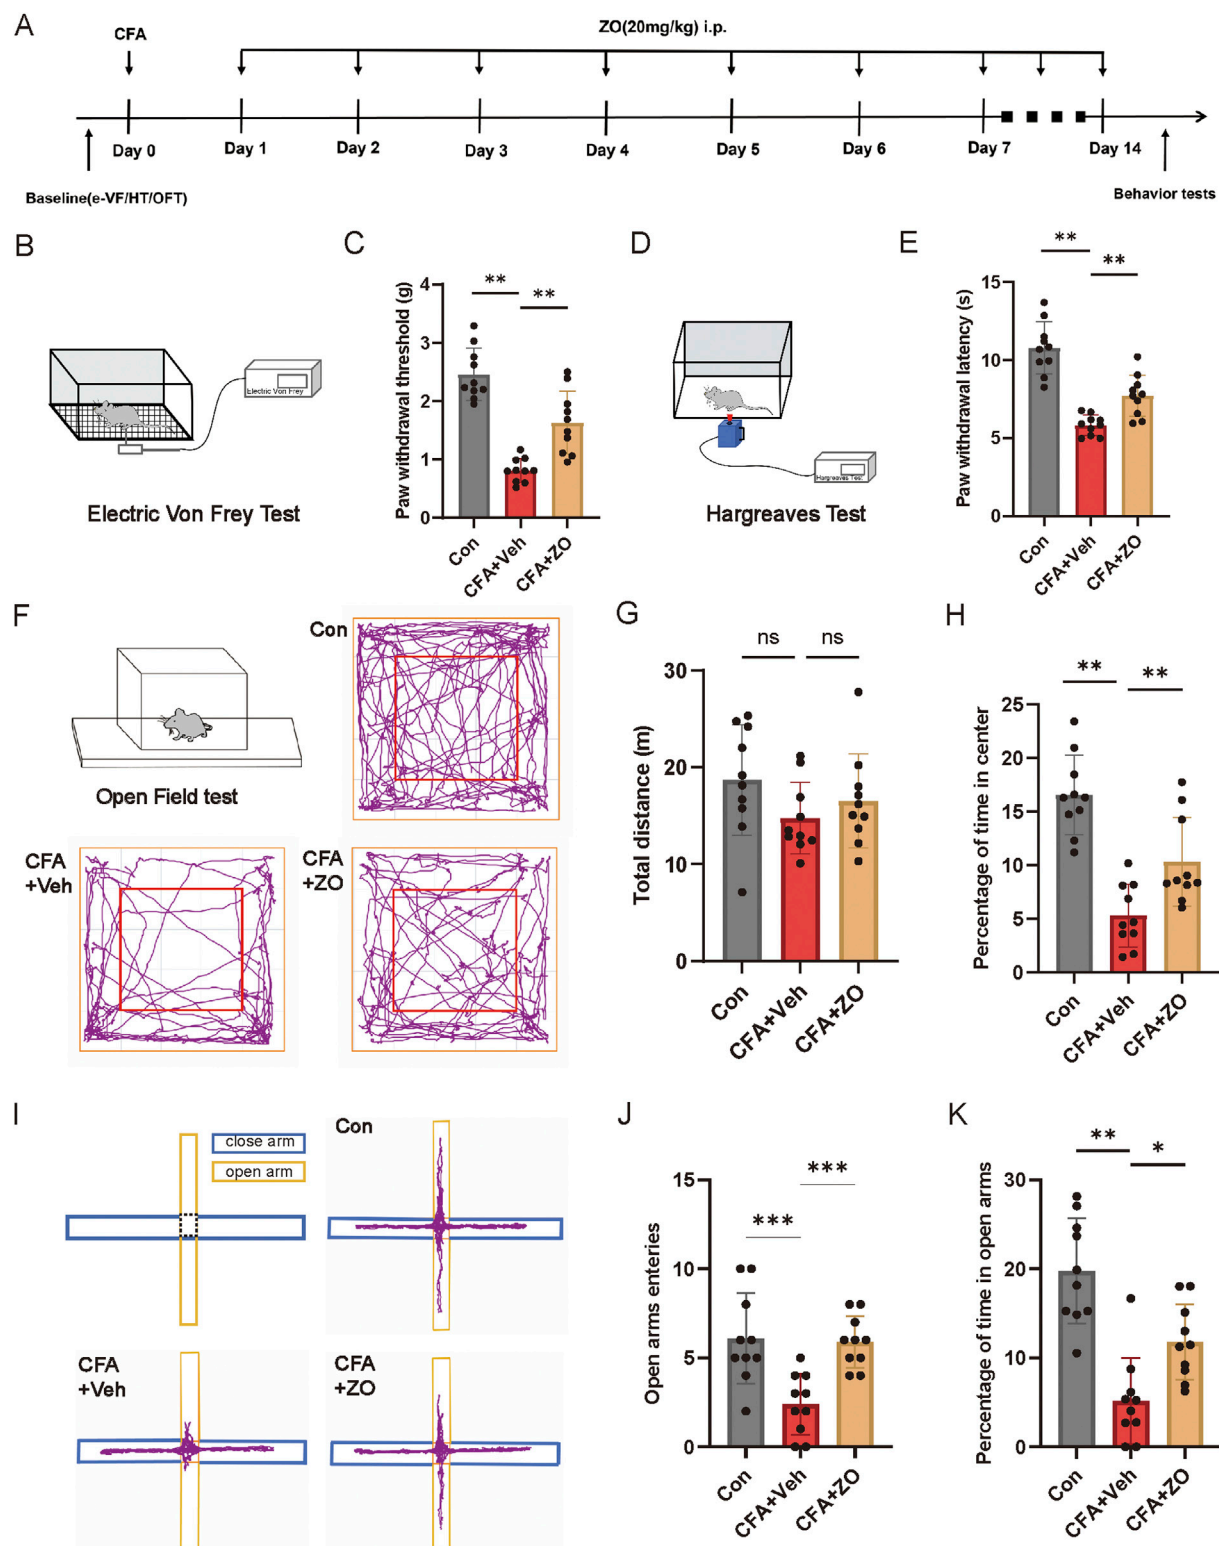 A
CFA
ZO(20mg/kg) i.p.
Day 0
Day 1
Day 2
Day 3
Day 4
Day 5
Day 6
Day 7
Day 14
Baseline(e-VF/HT/OFT)
Behavior tests
B
Electric Von Frey
Electric Von Frey Test
C
Paw withdrawal threshold (g)
4
3
2
1
0
**
**
Con
CFA+Veh
CFA+ZO
D
Hargreaves Test
Hargreaves Test
E
Paw withdrawal latency (s)
15
10
5
0
**
**
Con
CFA+Veh
CFA+ZO
F
Open Field test
Con
CFA
+Veh
CFA
+ZO
G
Total distance (m)
30
20
10
0
ns
ns
Con
CFA+Veh
CFA+ZO
H
Percentage of time in center
25
20
15
10
5
0
**
**
Con
CFA+Veh
CFA+ZO
I
close arm
open arm
Con
CFA
+Veh
CFA
+ZO
J
Open arms enteries
15
10
5
0
***
***
Con
CFA+Veh
CFA+ZO
K
Percentage of time in open arms
30
20
10
0
**
*
Con
CFA+Veh
CFA+ZO